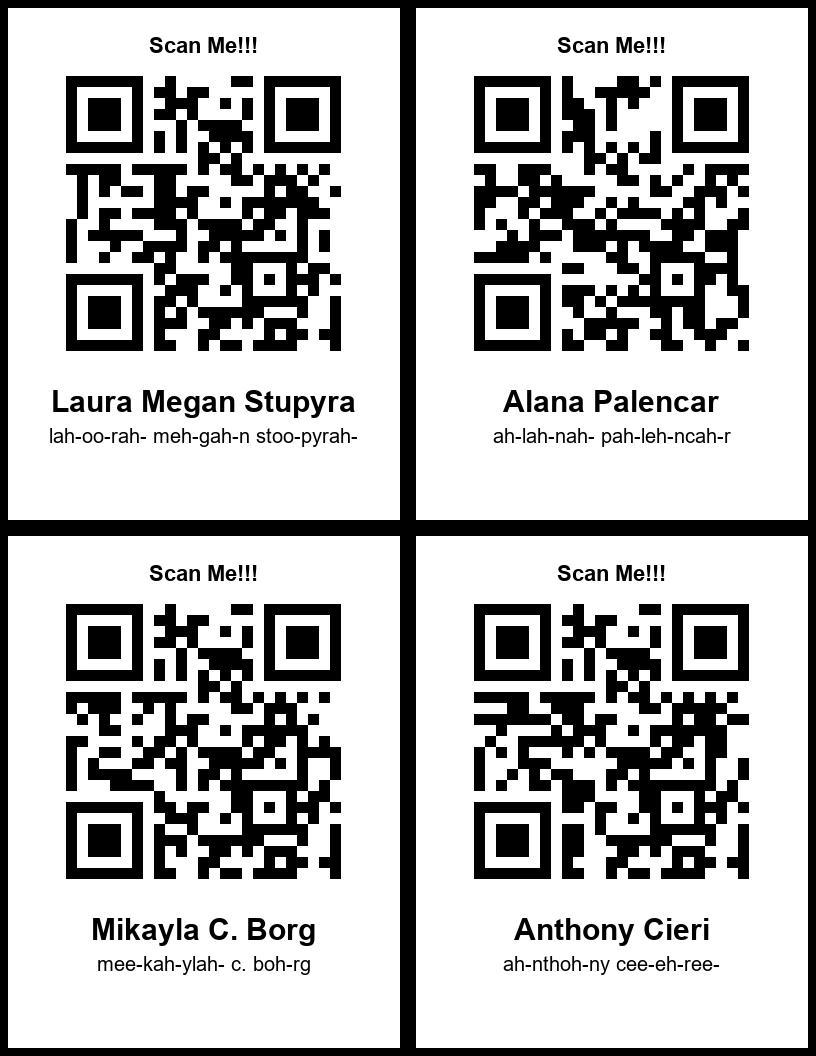 Scan Me!!!
Laura Megan Stupyra
lah-oo-rah- meh-gah-n stoo-pyrah-
Scan Me!!!
Alana Palencar
ah-lah-nah- pah-leh-ncah-r
Scan Me!!!
Mikayla C. Borg
mee-kah-ylah- c. boh-rg
Scan Me!!!
Anthony Cieri
ah-nthoh-ny cee-eh-ree-